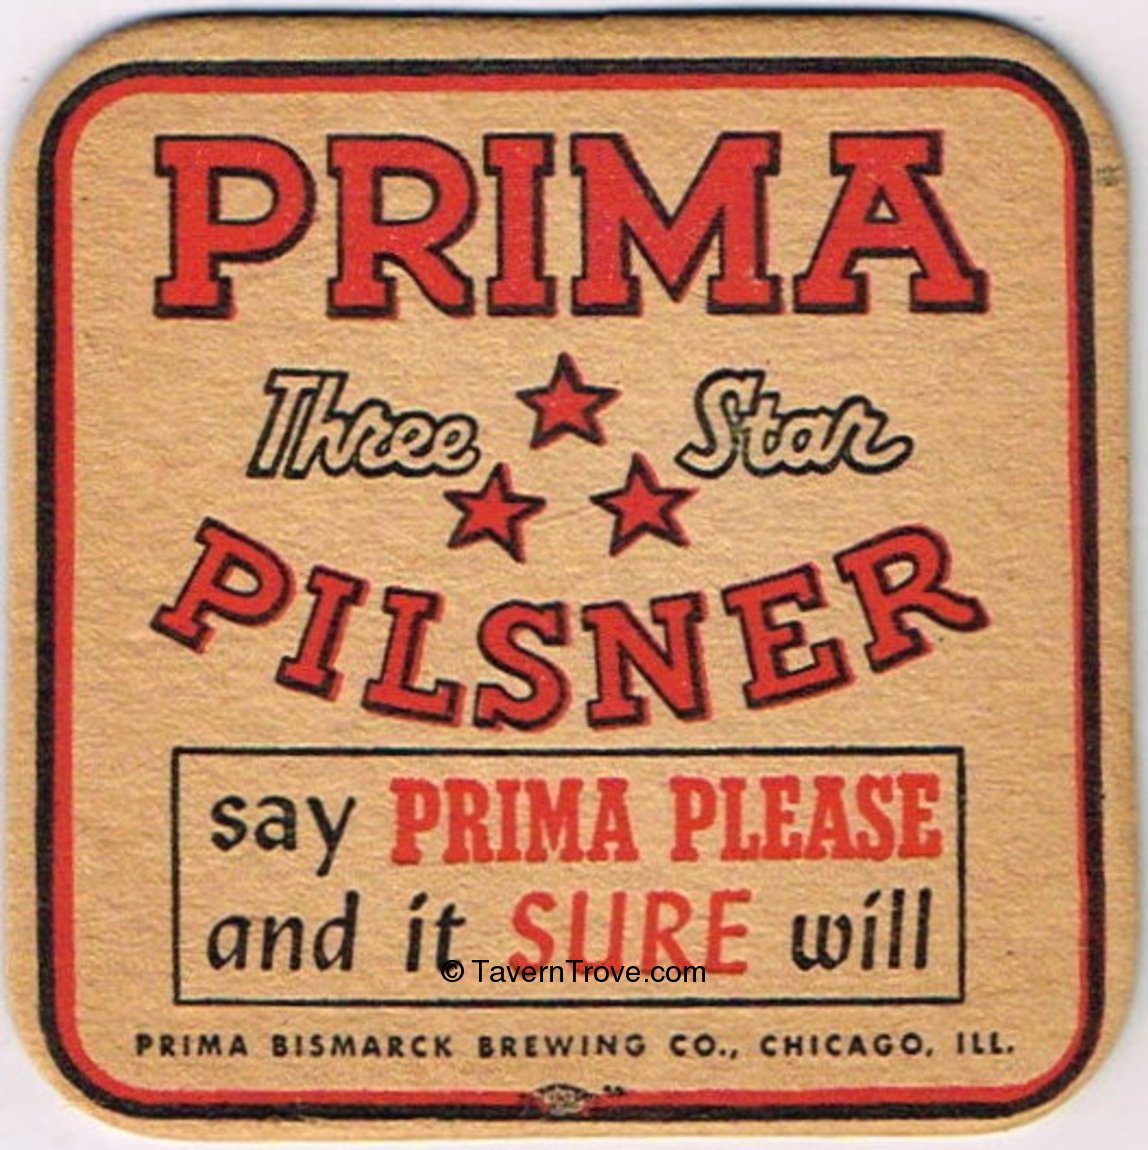 PRIMA
Three Star
PILSNER
say PRIMA PLEASE
and it SURE will
© TavernTrove.com
PRIMA BISMARCK BREWING CO., CHICAGO, ILL.